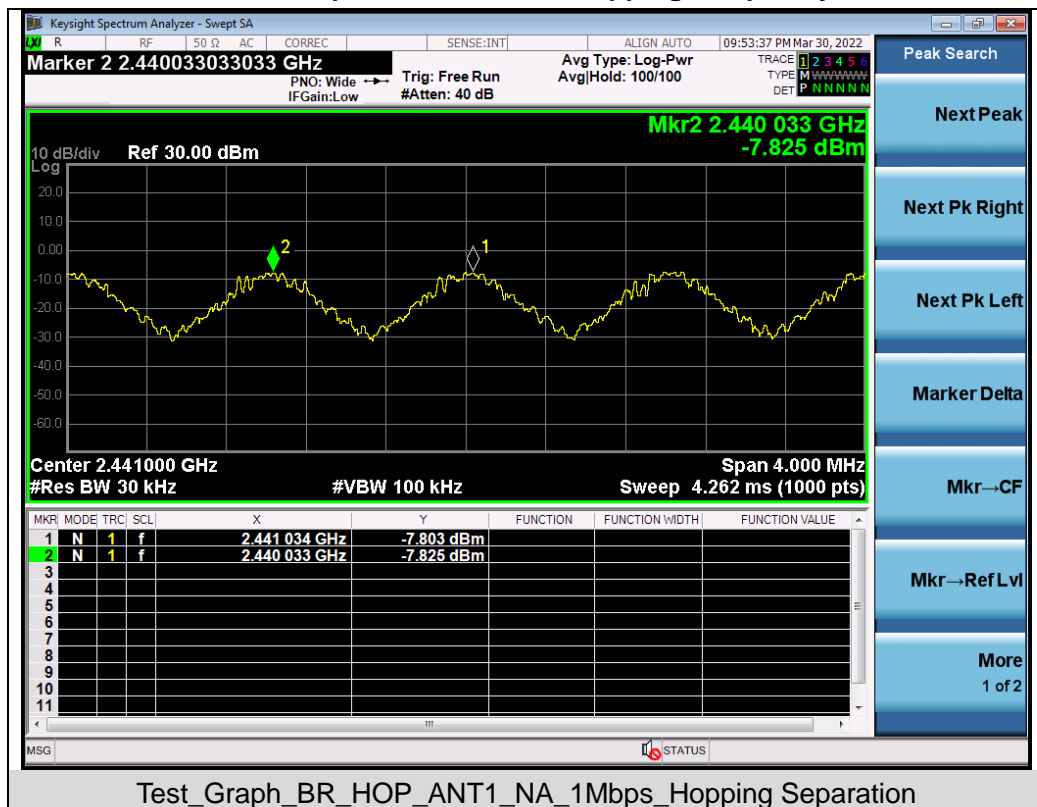 Keysight Spectrum Analyzer - Swept SA
LXI R RF 50 Ω AC CORREC SENSE:INT ALIGN AUTO 09:53:37 PM Mar 30, 2022
Marker 2 2.440033033033 GHz
PNO: Wide
IFGain:Low
Trig: Free Run
#Atten: 40 dB
Avg Type: Log-Pwr
Avg|Hold: 100/100
TRACE 1 2 3 4 5 6
TYPE M W W W W W
DET P N N N N N
Mkr2 2.440 033 GHz
-7.825 dBm
10 dB/div Ref 30.00 dBm
Log
20.0
10.0
0.00
-10.0
-20.0
-30.0
-40.0
-50.0
-60.0
2
1
Center 2.441000 GHz Span 4.000 MHz
#Res BW 30 kHz #VBW 100 kHz Sweep 4.262 ms (1000 pts)
MKR MODE TRC SCL X Y FUNCTION FUNCTION WIDTH FUNCTION VALUE
1 N 1 f 2.441 034 GHz -7.803 dBm
2 N 1 f 2.440 033 GHz -7.825 dBm
3
4
5
6
7
8
9
10
11
MSG STATUS
Peak Search
Next Peak
Next Pk Right
Next Pk Left
Marker Delta
Mkr→CF
Mkr→Ref Lvl
More
1 of 2
Test_Graph_BR_HOP_ANT1_NA_1Mbps_Hopping Separation